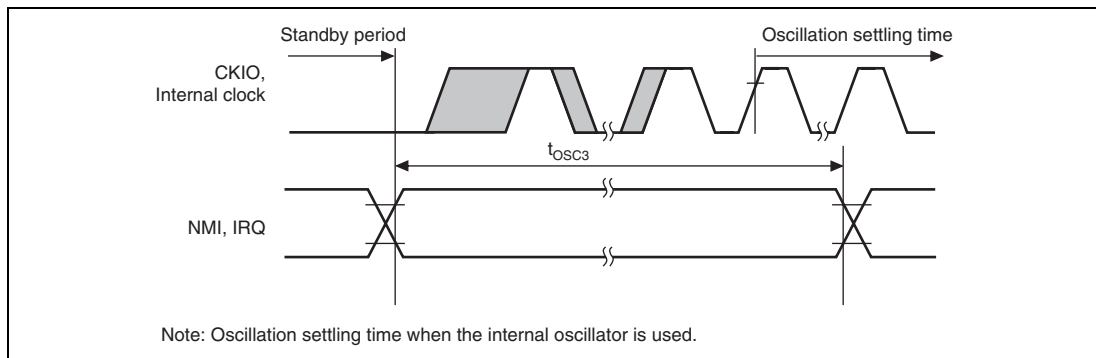 Standby period
Oscillation settling time
CKIO,
Internal clock
tOSC3
NMI, IRQ
Note: Oscillation settling time when the internal oscillator is used.